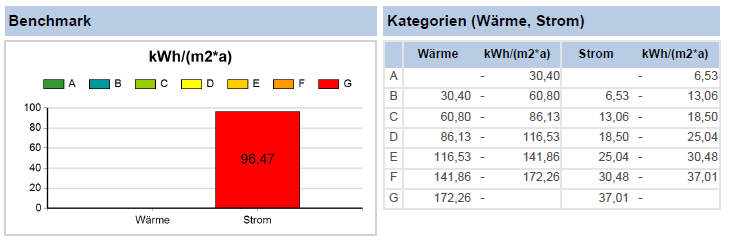 Benchmark
kWh/(m2*a)
A B C D E F G
100
80
60
40
20
0
96,47
Wärme Strom
Kategorien (Wärme, Strom)
Wärme kWh/(m2*a) Strom kWh/(m2*a)
A - 30,40 - 6,53
B 30,40 - 60,80 6,53 - 13,06
C 60,80 - 86,13 13,06 - 18,50
D 86,13 - 116,53 18,50 - 25,04
E 116,53 - 141,86 25,04 - 30,48
F 141,86 - 172,26 30,48 - 37,01
G 172,26 - 37,01 -